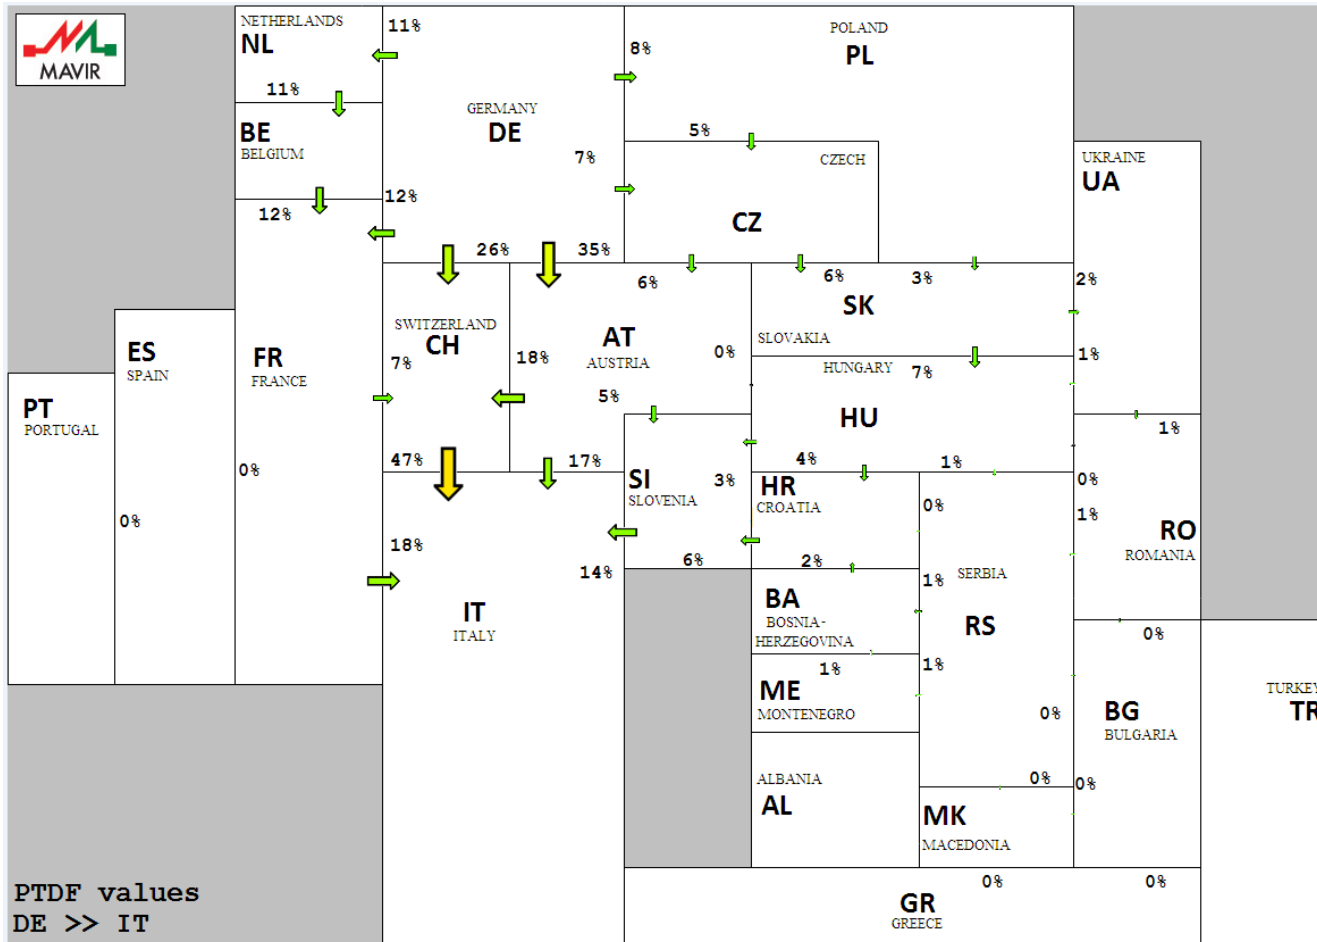 MAVIR
NETHERLANDS
NL
11%
11%
BE
BELGIUM
12%
12%
GERMANY
DE
8%
7%
26%
35%
POLAND
PL
5%
CZECH
CZ
6%
6%
3%
UKRAINE
UA
2%
1%
1%
SK
SLOVAKIA
SWITZERLAND
CH
7%
18%
47%
AT
AUSTRIA
0%
5%
17%
HUNGARY
7%
HU
4%
1%
ES
SPAIN
0%
FR
FRANCE
0%
PT
PORTUGAL
SI
SLOVENIA
3%
6%
HR
CROATIA
0%
2%
0%
1%
RO
ROMANIA
0%
18%
14%
IT
ITALY
BA
BOSNIA-
HERZEGOVINA
1%
1%
SERBIA
RS
1%
0%
0%
ME
MONTENEGRO
BG
BULGARIA
0%
TURKEY
TR
ALBANIA
AL
MK
MACEDONIA
0%
0%
GR
GREECE
PTDF values
DE >> IT